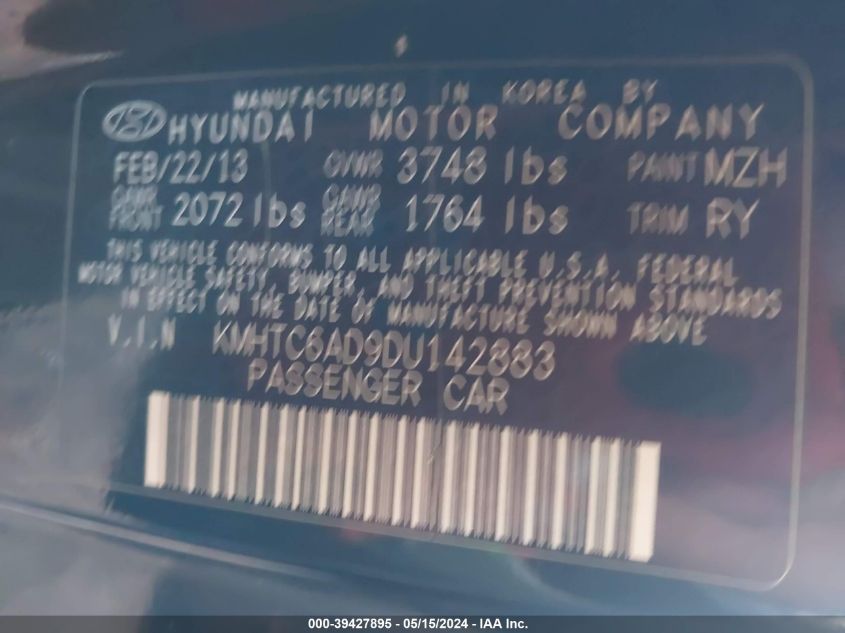 MANUFACTURED IN KOREA BY
HYUNDAI MOTOR COMPANY
FEB/22/13 GVWR 3748 lbs PAINT MZH
GAWR FRONT 2072 lbs GAWR REAR 1764 lbs TRIM RY
THIS VEHICLE CONFORMS TO ALL APPLICABLE U.S.A. FEDERAL
MOTOR VEHICLE SAFETY, BUMPER, AND THEFT PREVENTION STANDARDS
IN EFFECT ON THE DATE OF MANUFACTURE SHOWN ABOVE
V.I.N KMHTC6AD9DU142883
PASSENGER CAR
000-39427895 - 05/15/2024 - IAA Inc.